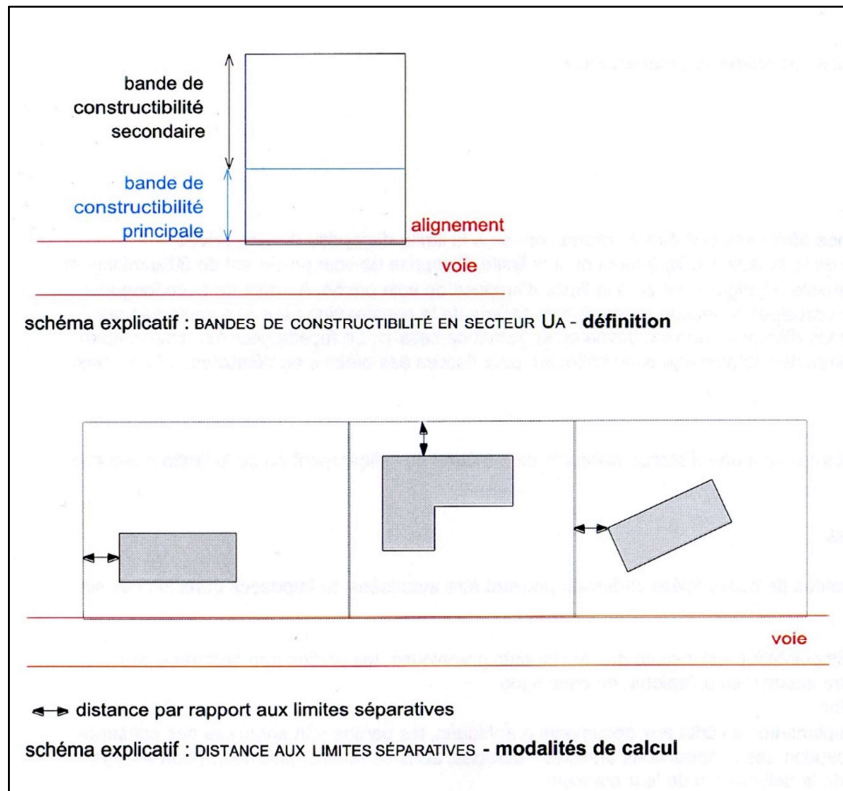 bande de
constructibilité
secondaire
bande de
constructibilité
principale
alignement
voie
schéma explicatif : BANDES DE CONSTRUCTIBILITÉ EN SECTEUR UA - définition
voie
distance par rapport aux limites séparatives
schéma explicatif : DISTANCE AUX LIMITES SÉPARATIVES - modalités de calcul